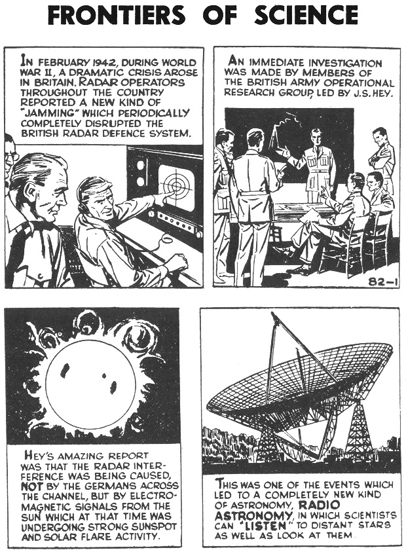 FRONTIERS OF SCIENCE
IN FEBRUARY 1942, DURING WORLD
WAR II, A DRAMATIC CRISIS AROSE
IN BRITAIN. RADAR OPERATORS
THROUGHOUT THE COUNTRY
REPORTED A NEW KIND OF
"JAMMING" WHICH PERIODICALLY
COMPLETELY DISRUPTED THE
BRITISH RADAR DEFENCE SYSTEM.
AN IMMEDIATE INVESTIGATION
WAS MADE BY MEMBERS OF
THE BRITISH ARMY OPERATIONAL
RESEARCH GROUP, LED BY J.S. HEY.
82-1
HEY'S AMAZING REPORT
WAS THAT THE RADAR INTER-
FERENCE WAS BEING CAUSED,
NOT BY THE GERMANS ACROSS
THE CHANNEL, BUT BY ELECTRO-
MAGNETIC SIGNALS FROM THE
SUN WHICH AT THAT TIME WAS
UNDERGOING STRONG SUNSPOT
AND SOLAR FLARE ACTIVITY.
THIS WAS ONE OF THE EVENTS WHICH
LED TO A COMPLETELY NEW KIND
OF ASTRONOMY, RADIO
ASTRONOMY, IN WHICH SCIENTISTS
CAN "LISTEN" TO DISTANT STARS
AS WELL AS LOOK AT THEM.